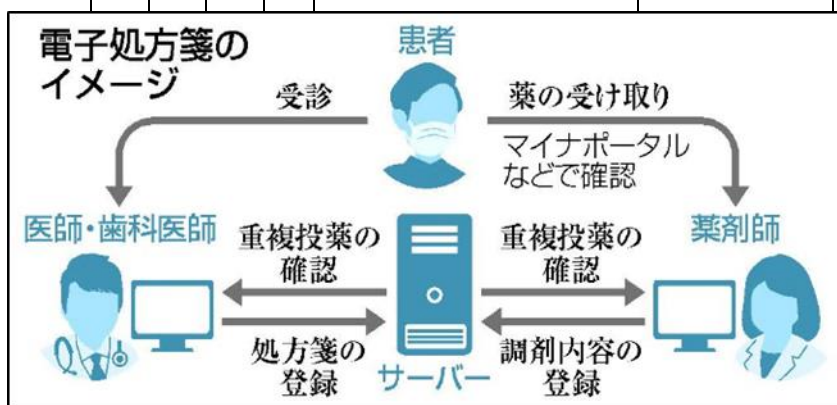 電子処方箋の
イメージ
患者
受診
薬の受け取り
マイナポータル
などで確認
医師・歯科医師
薬剤師
重複投薬の
確認
重複投薬の
確認
処方箋の
登録
サーバー
調剤内容の
登録